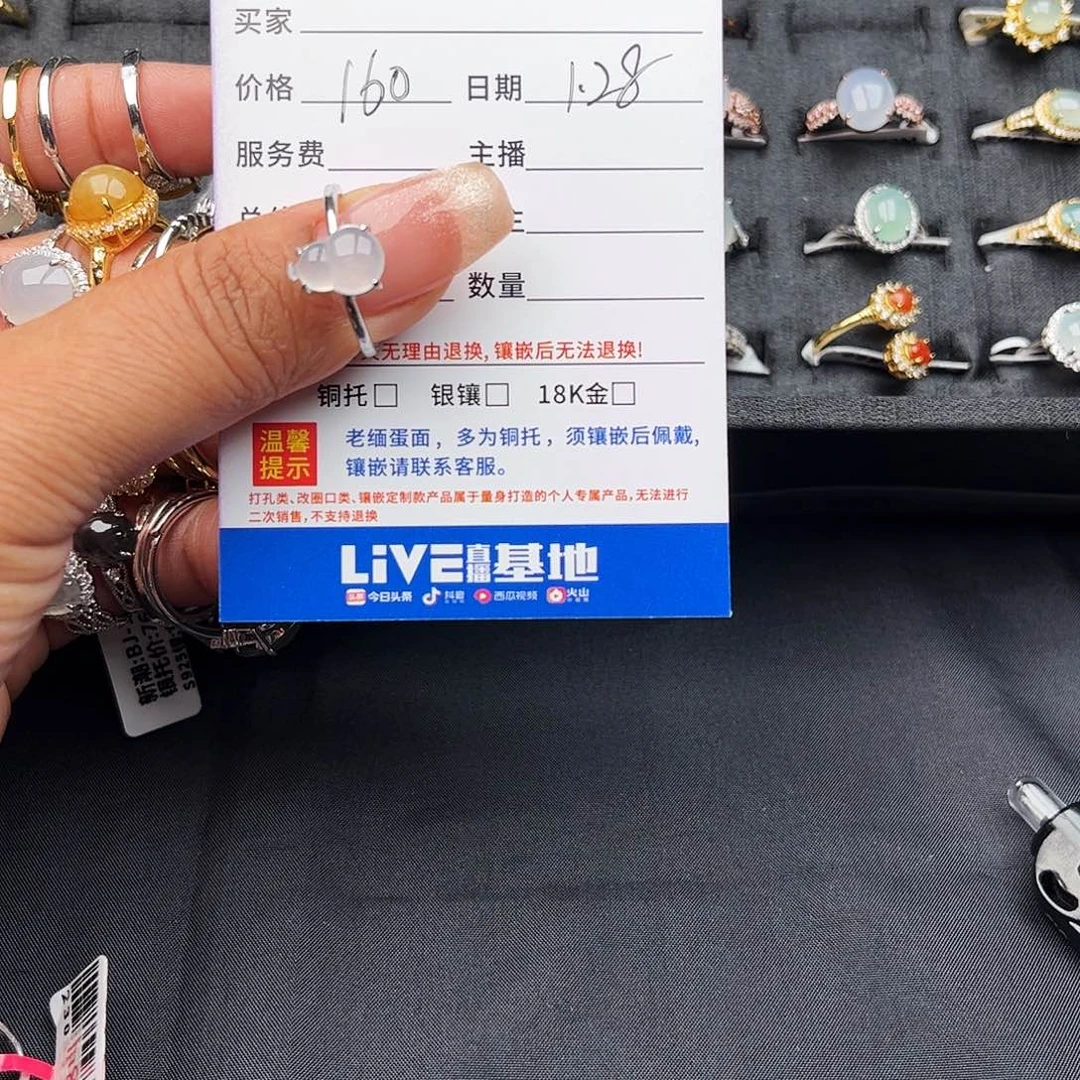 买家
价格 160 日期 1.28
服务费 主播
数量
无理由退换,镶嵌后无法退换!
铜托□ 银镶□ 18K金□
温馨提示
老缅蛋面，多为铜托，须镶嵌后佩戴,
镶嵌请联系客服。
打孔类、改圈口类、镶嵌定制款产品属于量身打造的个人专属产品,无法进行
二次销售,不支持退换
LiVE直播基地
今日头条 抖音 西瓜视频 火山
S925
230